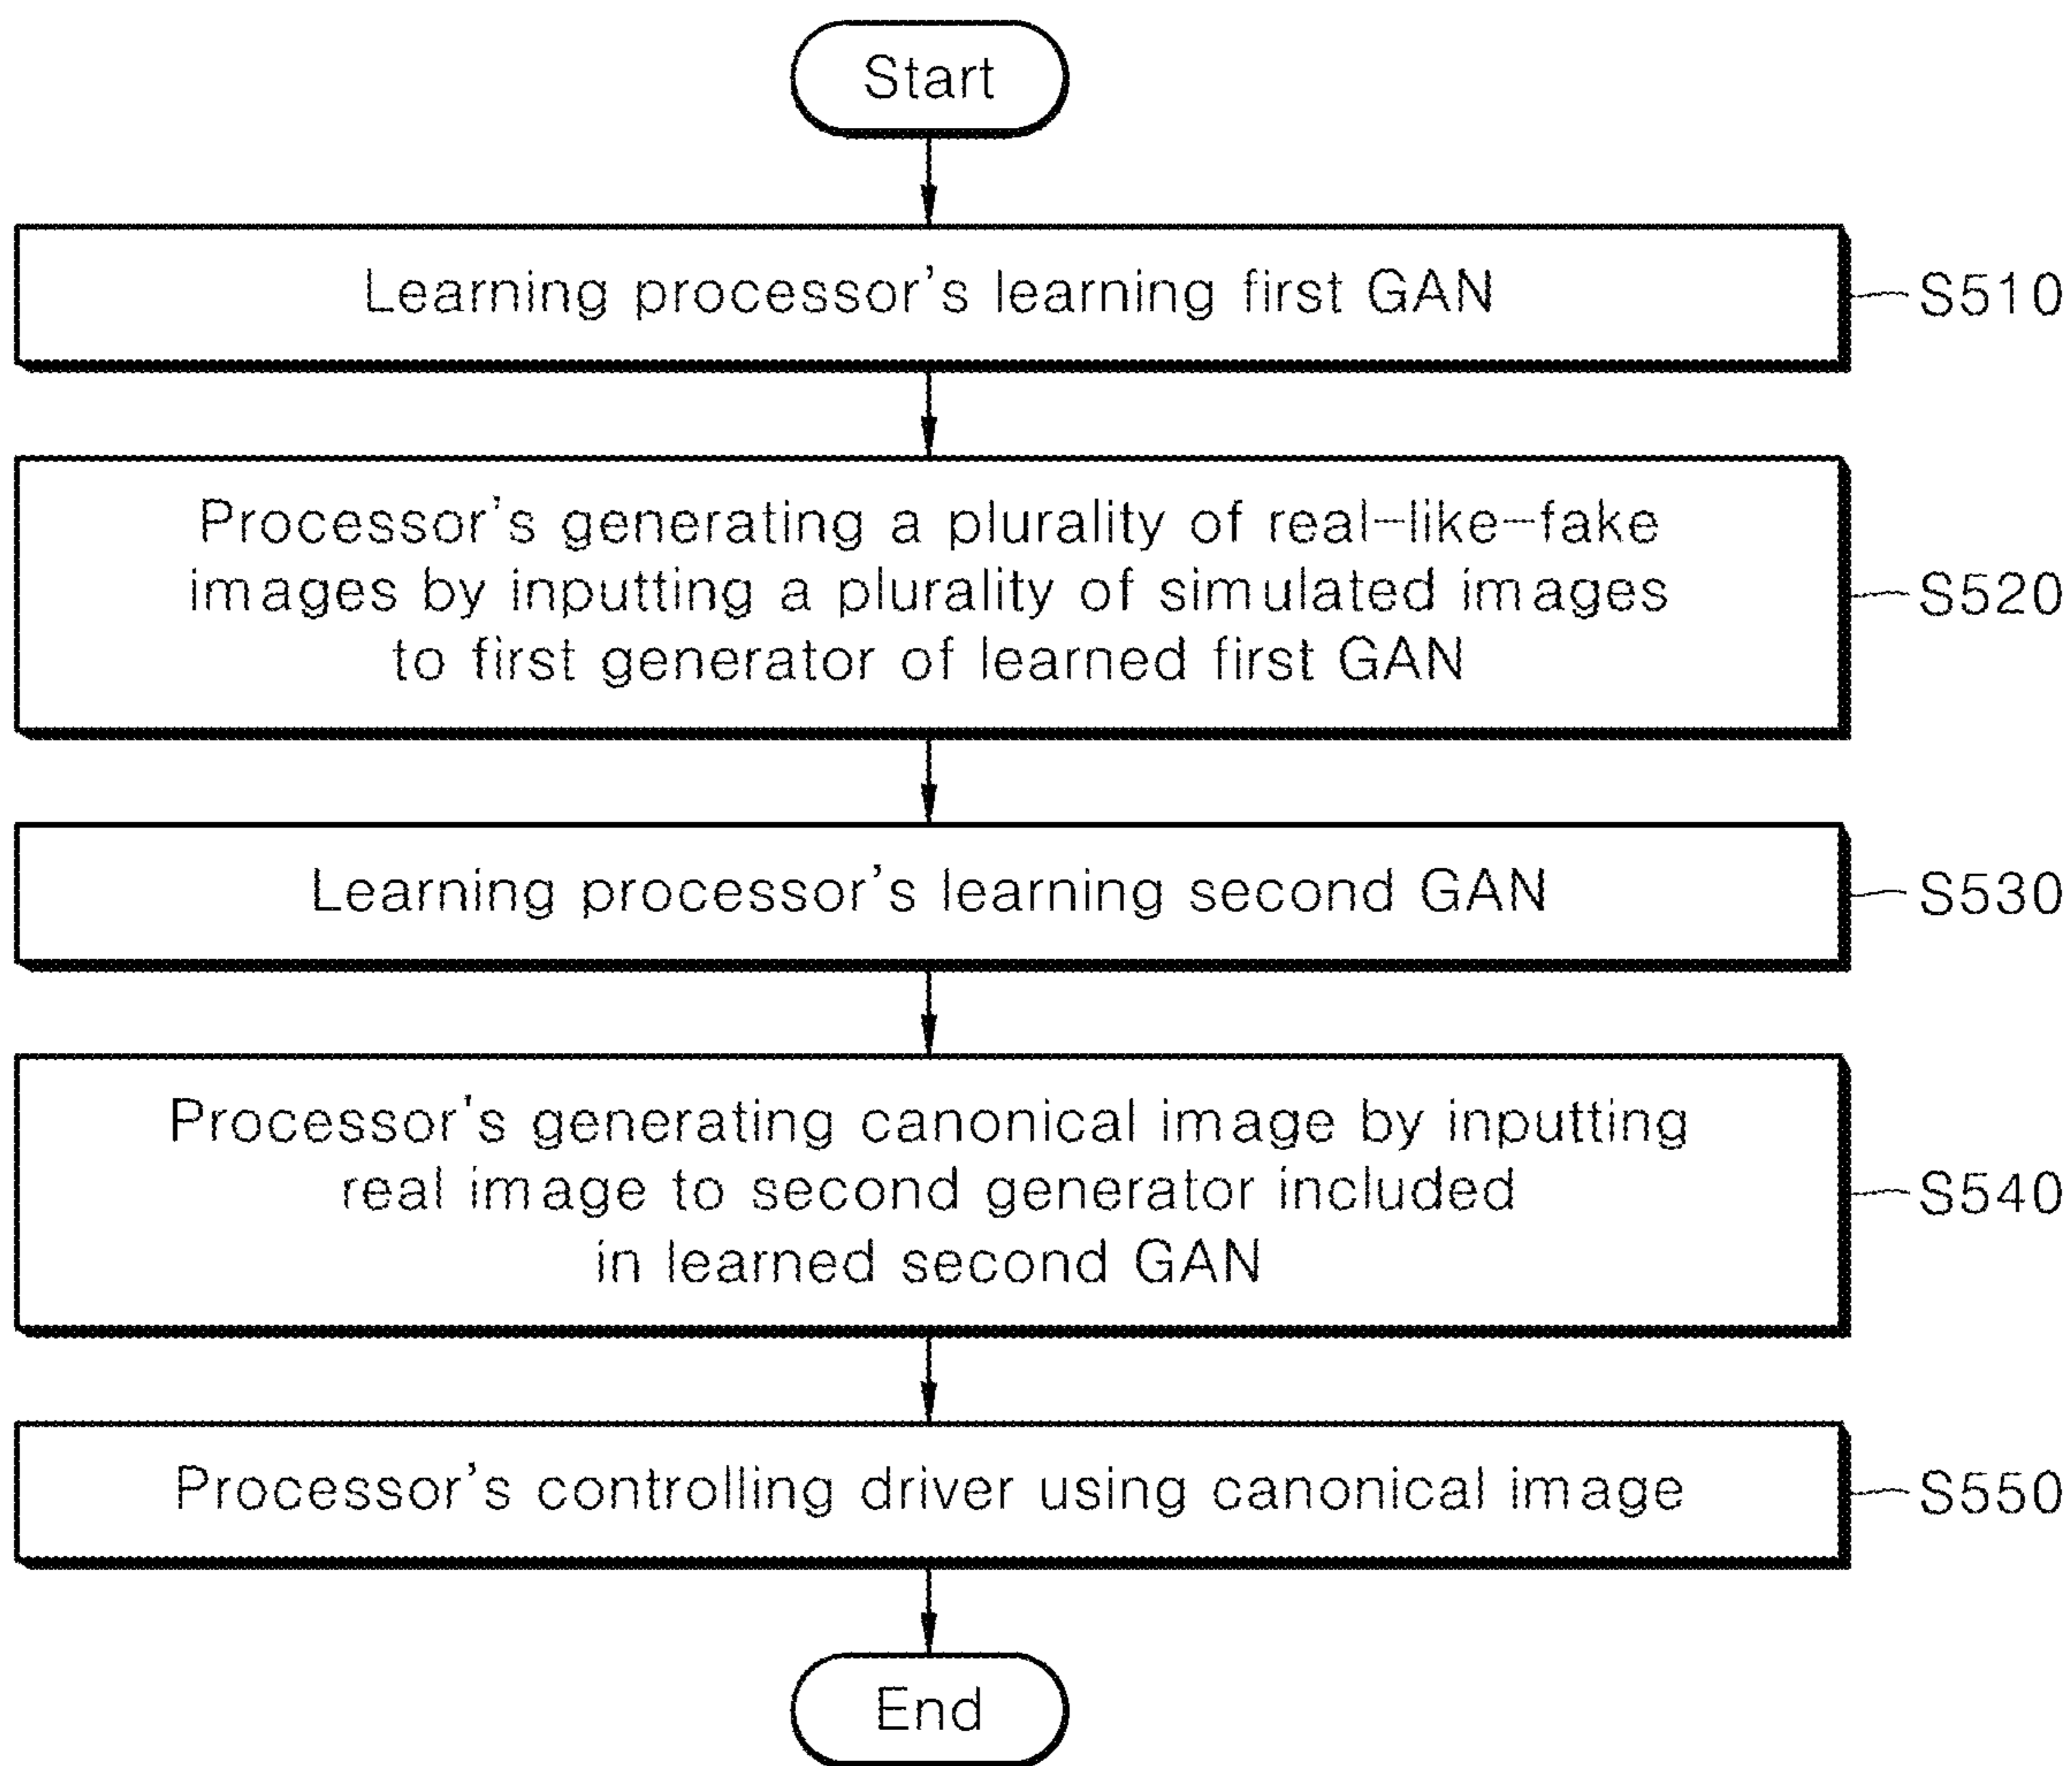 Start
Learning processor's learning first GAN
S510
Processor's generating a plurality of real-like-fake
images by inputting a plurality of simulated images
to first generator of learned first GAN
S520
Learning processor's learning second GAN
S530
Processor's generating canonical image by inputting
real image to second generator included
in learned second GAN
S540
Processor's controlling driver using canonical image
S550
End